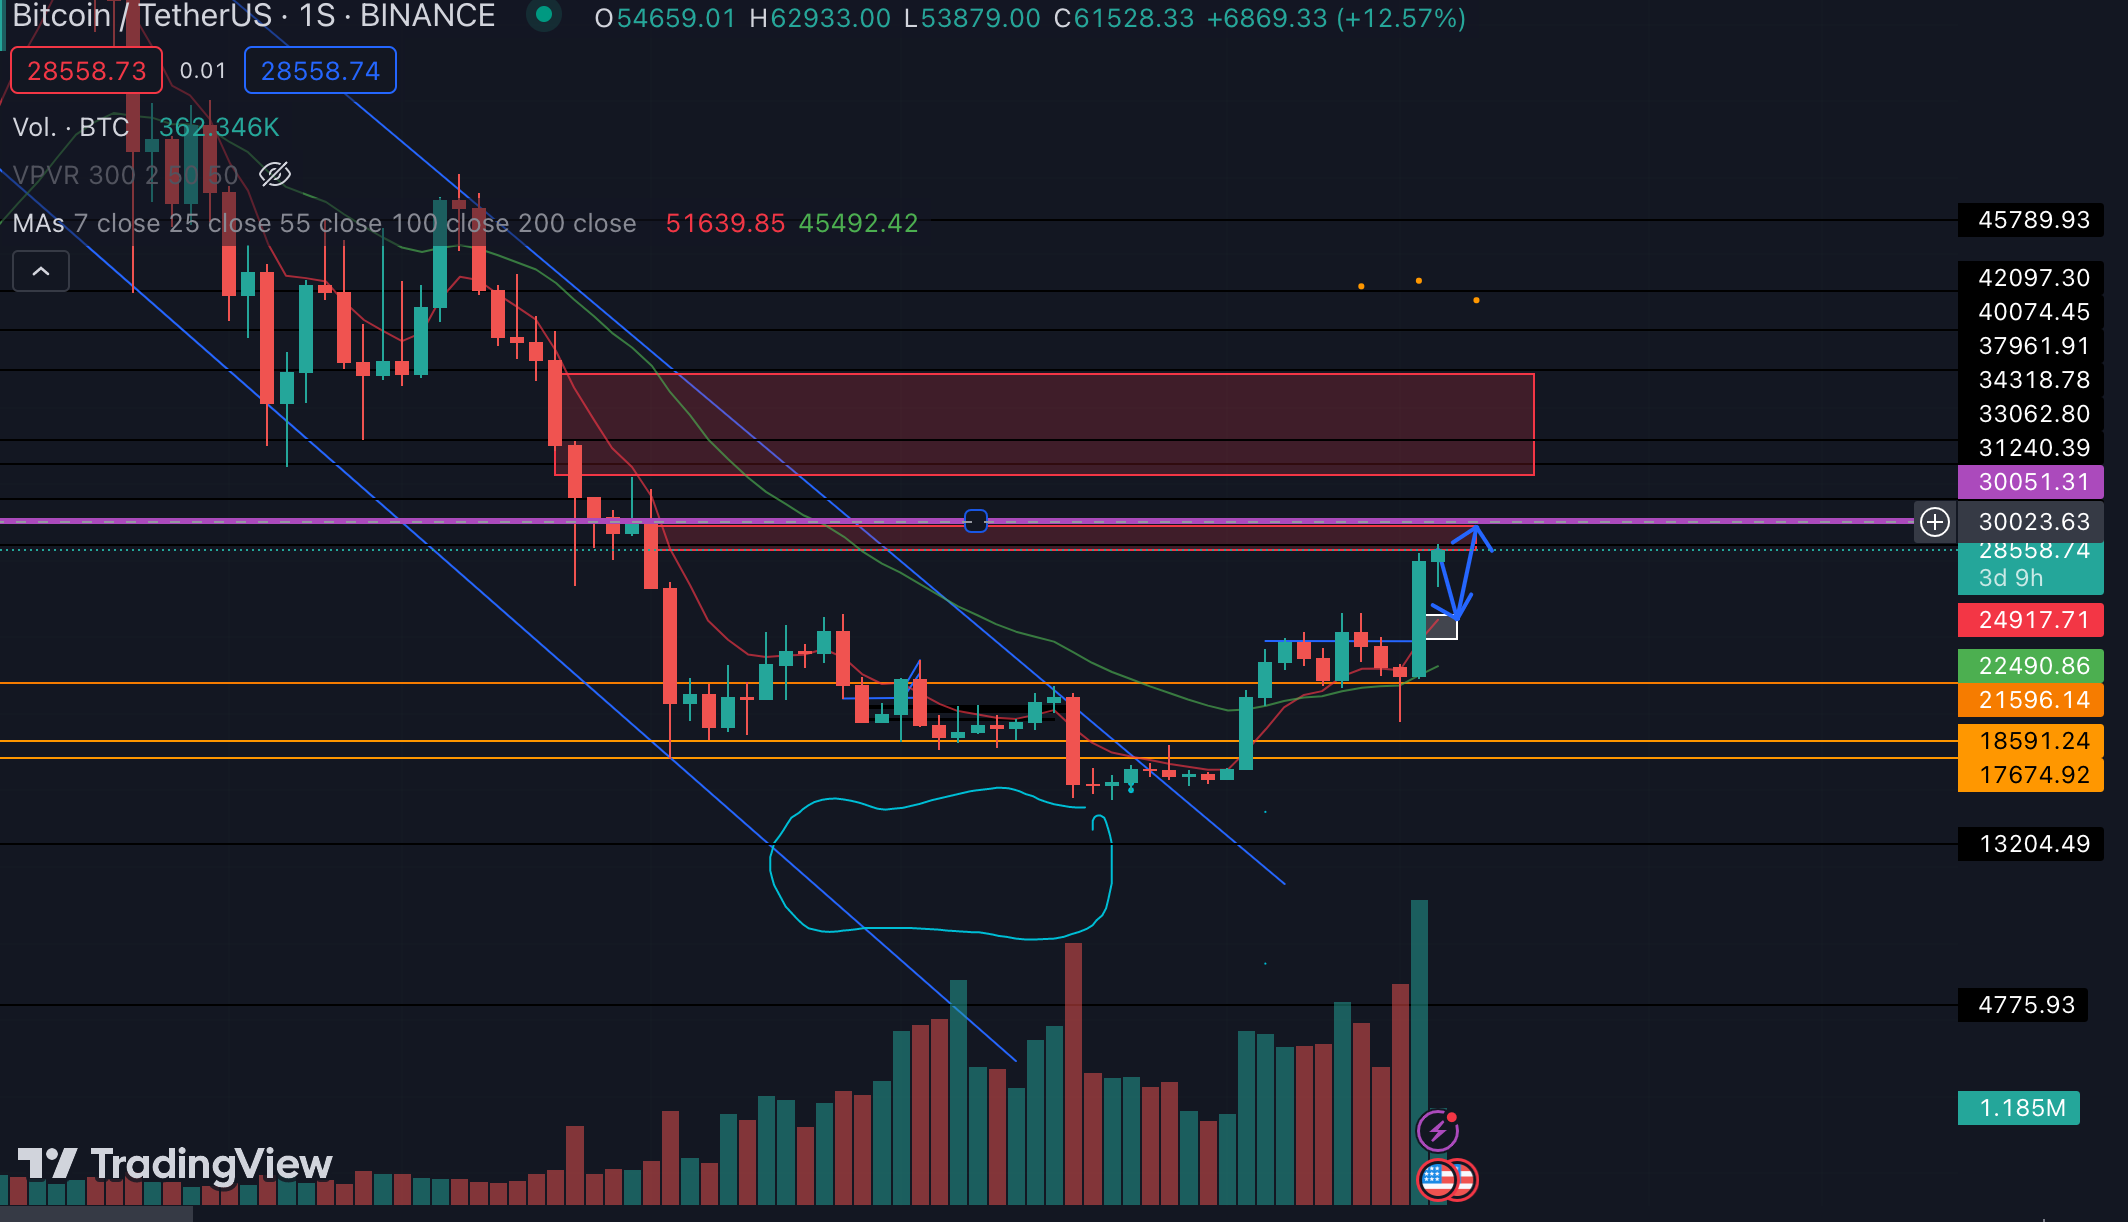 Bitcoin / TetherUS · 1S · BINANCE O54659.01 H62933.00 L53879.00 C61528.33 +6869.33 (+12.57%)
28558.73 0.01 28558.74
Vol. · BTC 362.346K
VPVR 300 2 50 50
MAs 7 close 25 close 55 close 100 close 200 close 51639.85 45492.42
45789.93
42097.30
40074.45
37961.91
34318.78
33062.80
31240.39
30051.31
30023.63
28558.74
3d 9h
24917.71
22490.86
21596.14
18591.24
17674.92
13204.49
4775.93
1.185M
TradingView